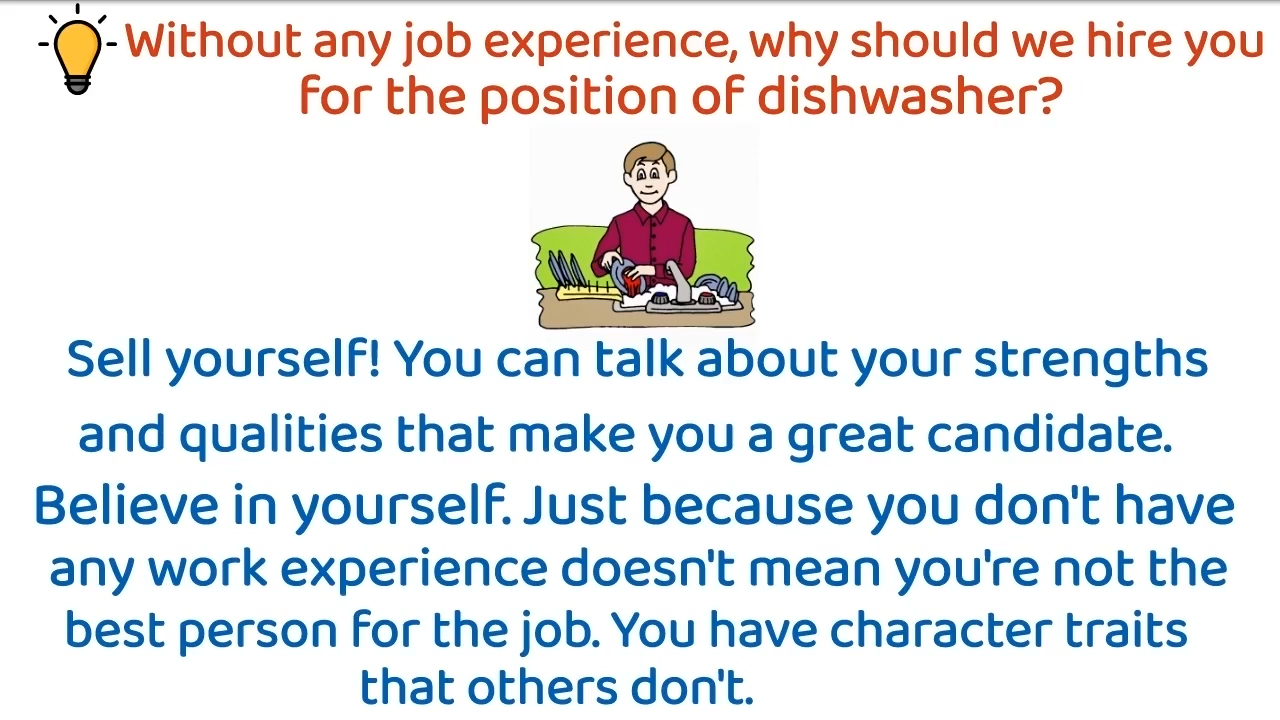 Without any job experience, why should we hire you
for the position of dishwasher?
Sell yourself! You can talk about your strengths
and qualities that make you a great candidate.
Believe in yourself. Just because you don't have
any work experience doesn't mean you're not the
best person for the job. You have character traits
that others don't.